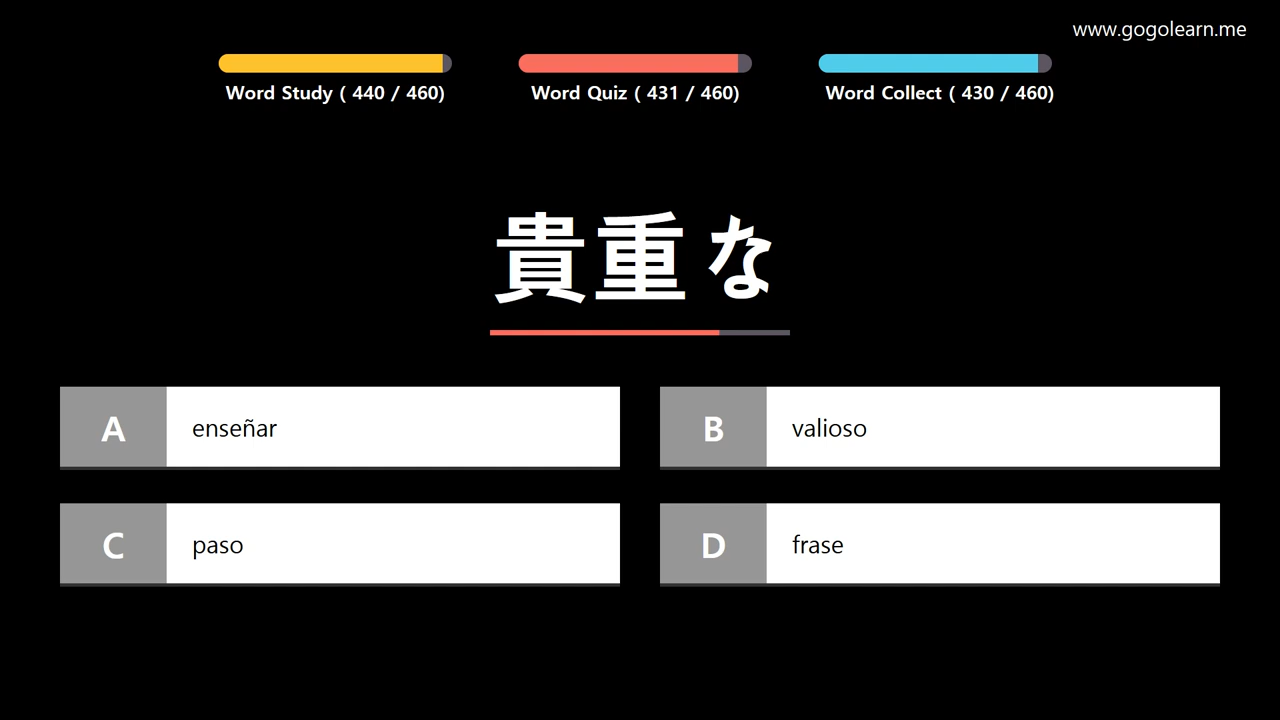 www.gogolearn.me
Word Study ( 440 / 460)
Word Quiz ( 431 / 460)
Word Collect ( 430 / 460)
貴重な
A enseñar
B valioso
C paso
D frase